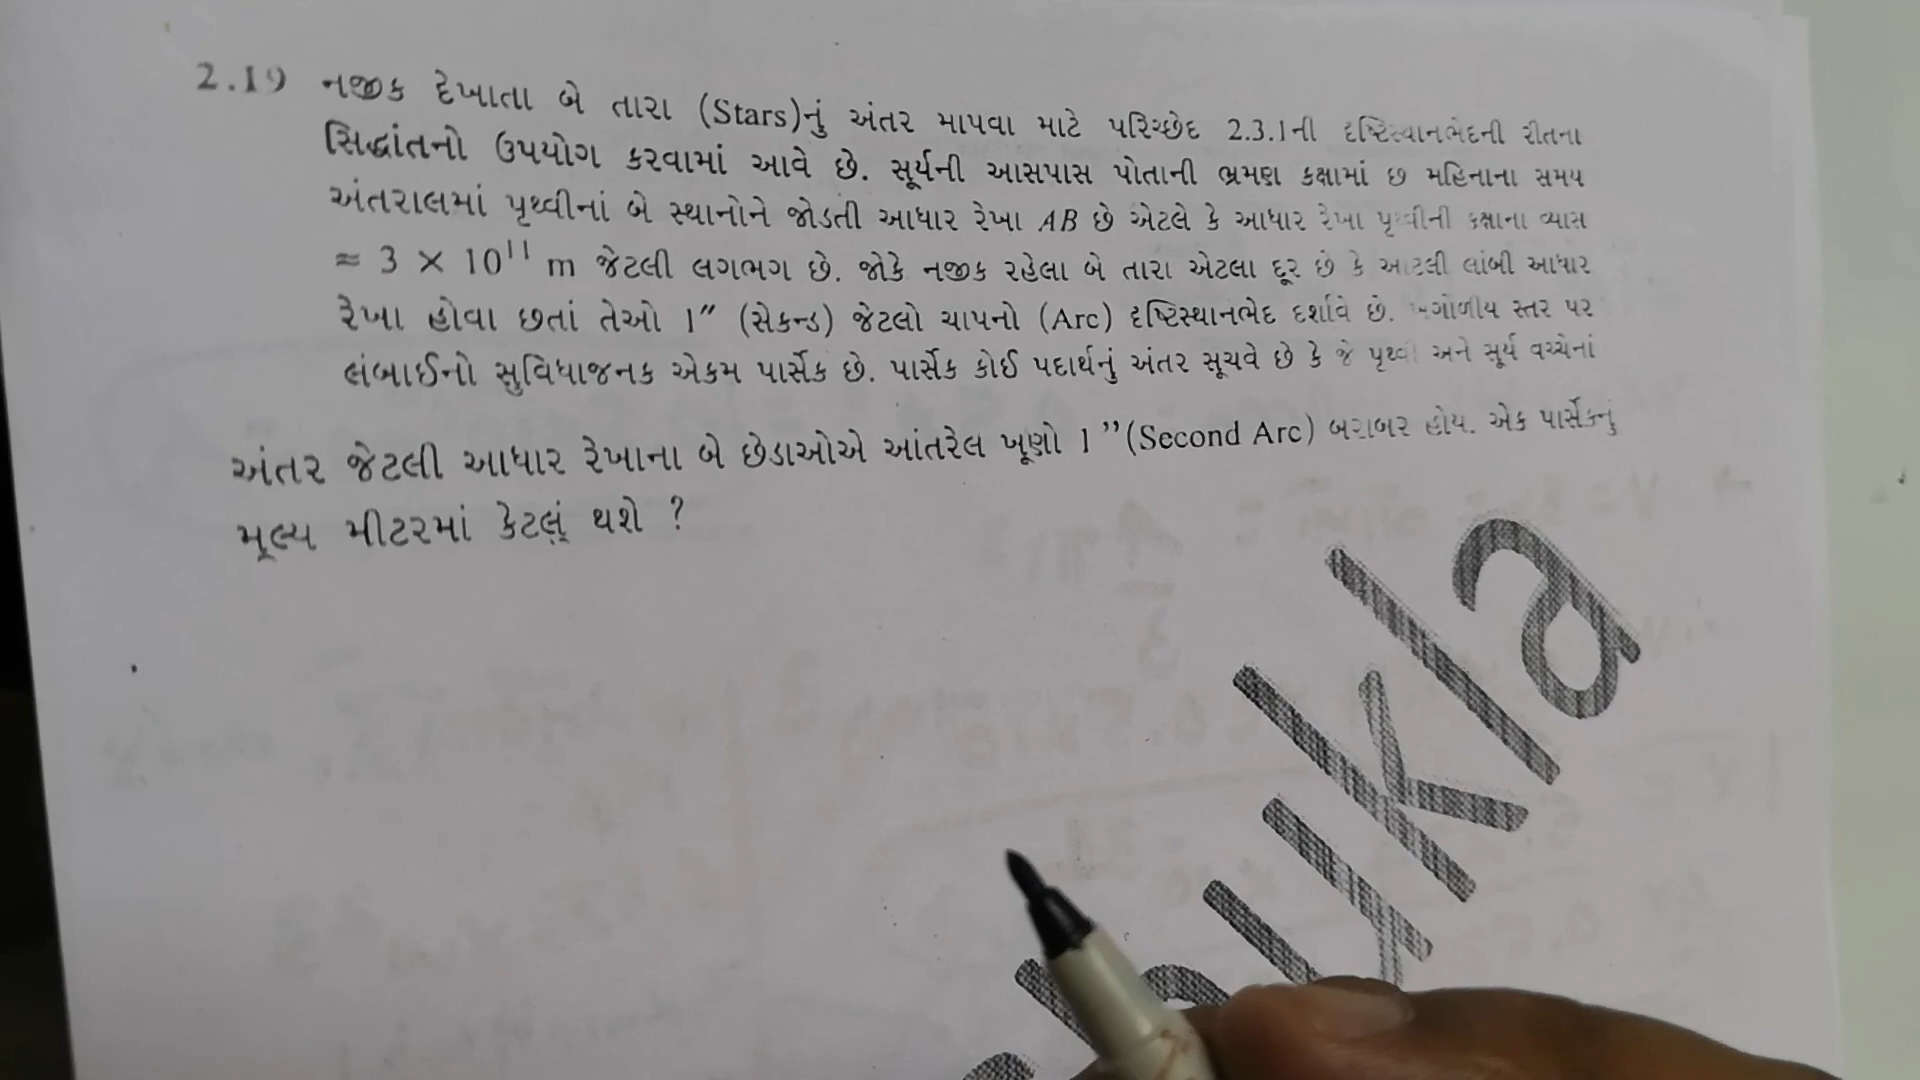 2.19 નજીક દેખાતા બે તારા (Stars)નું અંતર માપવા માટે પરિચ્છેદ 2.3.1ની દૃષ્ટિસ્થાનભેદની રીતના
સિદ્ધાંતનો ઉપયોગ કરવામાં આવે છે. સૂર્યની આસપાસ પોતાની ભ્રમણ કક્ષામાં છ મહિનાના સમય
અંતરાલમાં પૃથ્વીનાં બે સ્થાનોને જોડતી આધાર રેખા AB છે એટલે કે આધાર રેખા પૃથ્વીની કક્ષાના વ્યાસ
≈ 3 × 10¹¹ m જેટલી લગભગ છે. જોકે નજીક રહેલા બે તારા એટલા દૂર છે કે આટલી લાંબી આધાર
રેખા હોવા છતાં તેઓ 1″ (સેકન્ડ) જેટલો ચાપનો (Arc) દૃષ્ટિસ્થાનભેદ દર્શાવે છે. ખગોળીય સ્તર પર
લંબાઈનો સુવિધાજનક એકમ પાર્સેક છે. પાર્સેક કોઈ પદાર્થનું અંતર સૂચવે છે કે જે પૃથ્વી અને સૂર્ય વચ્ચેનાં
અંતર જેટલી આધાર રેખાના બે છેડાઓએ આંતરેલ ખૂણો 1 ”(Second Arc) બરાબર હોય. એક પાર્સેકનું
મૂલ્ય મીટરમાં કેટલું થશે ?
ukla